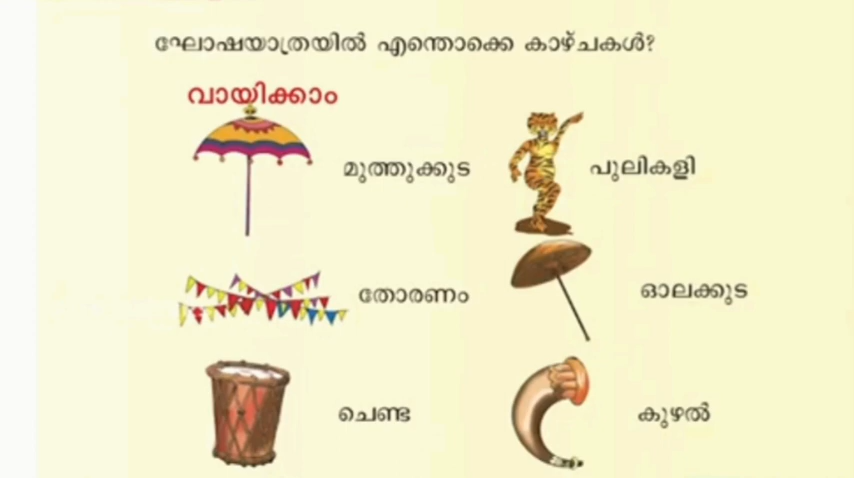 ഘോഷയാത്രയിൽ എന്തൊക്കെ കാഴ്ചകൾ?
വായിക്കാം
മുത്തുക്കുട
പുലികളി
തോരണം
ഓലക്കുട
ചെണ്ട
കുഴൽ